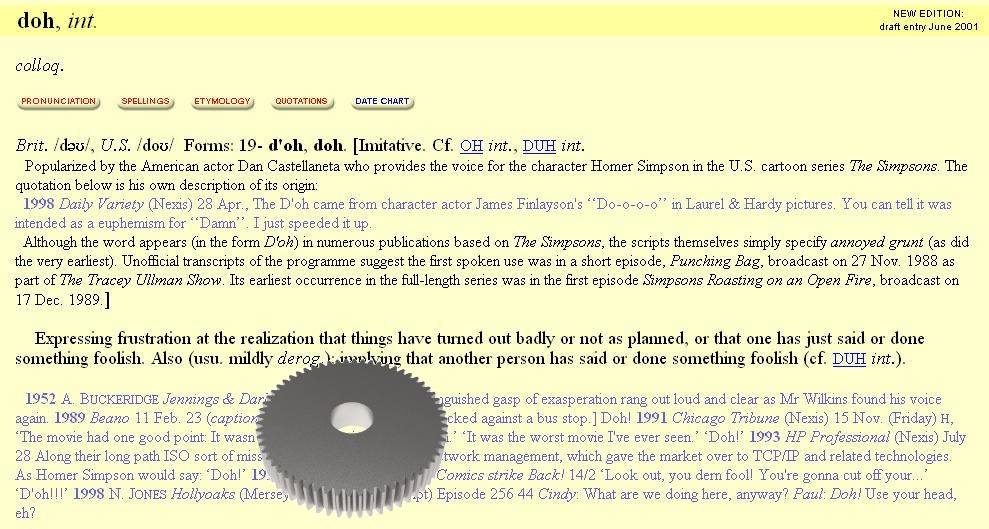 doh, int.
NEW EDITION:
draft entry June 2001
colloq.
PRONUNCIATION SPELLINGS ETYMOLOGY QUOTATIONS DATE CHART
Brit. /dəʊ/, U.S. /doʊ/ Forms: 19- d'oh, doh. [Imitative. Cf. OH int., DUH int.
Popularized by the American actor Dan Castellaneta who provides the voice for the character Homer Simpson in the U.S. cartoon series The Simpsons. The
quotation below is his own description of its origin:
1998 Daily Variety (Nexis) 28 Apr., The D'oh came from character actor James Finlayson's ‘‘Do-o-o-o’’ in Laurel & Hardy pictures. You can tell it was
intended as a euphemism for ‘‘Damn’’. I just speeded it up.
Although the word appears (in the form D'oh) in numerous publications based on The Simpsons, the scripts themselves simply specify annoyed grunt (as did
the very earliest). Unofficial transcripts of the programme suggest the first spoken use was in a short episode, Punching Bag, broadcast on 27 Nov. 1988 as
part of The Tracey Ullman Show. Its earliest occurrence in the full-length series was in the first episode Simpsons Roasting on an Open Fire, broadcast on
17 Dec. 1989.]
Expressing frustration at the realization that things have turned out badly or not as planned, or that one has just said or done
something foolish. Also (usu. mildly derog.): implying that another person has said or done something foolish (cf. DUH int.).
1952 A. BUCKERIDGE Jennings & nguished gasp of exasperation rang out loud and clear as Mr Wilkins found his voice
again. 1989 Beano 11 Feb. 23 (caption cked against a bus stop.] Doh! 1991 Chicago Tribune (Nexis) 15 Nov. (Friday) H,
‘The movie had one good point: It wasn .’ ‘It was the worst movie I've ever seen.’ ‘Doh!’ 1993 HP Professional (Nexis) July
28 Along their long path ISO sort of miss twork management, which gave the market over to TCP/IP and related technologies.
As Homer Simpson would say: ‘Doh!’ 19 Comics strike Back! 14/2 ‘Look out, you dern fool! You're gonna cut off your...’
‘D'oh!!!’ 1998 N. JONES Hollyoaks (Mersey pt) Episode 256 44 Cindy: What are we doing here, anyway? Paul: Doh! Use your head,
eh?